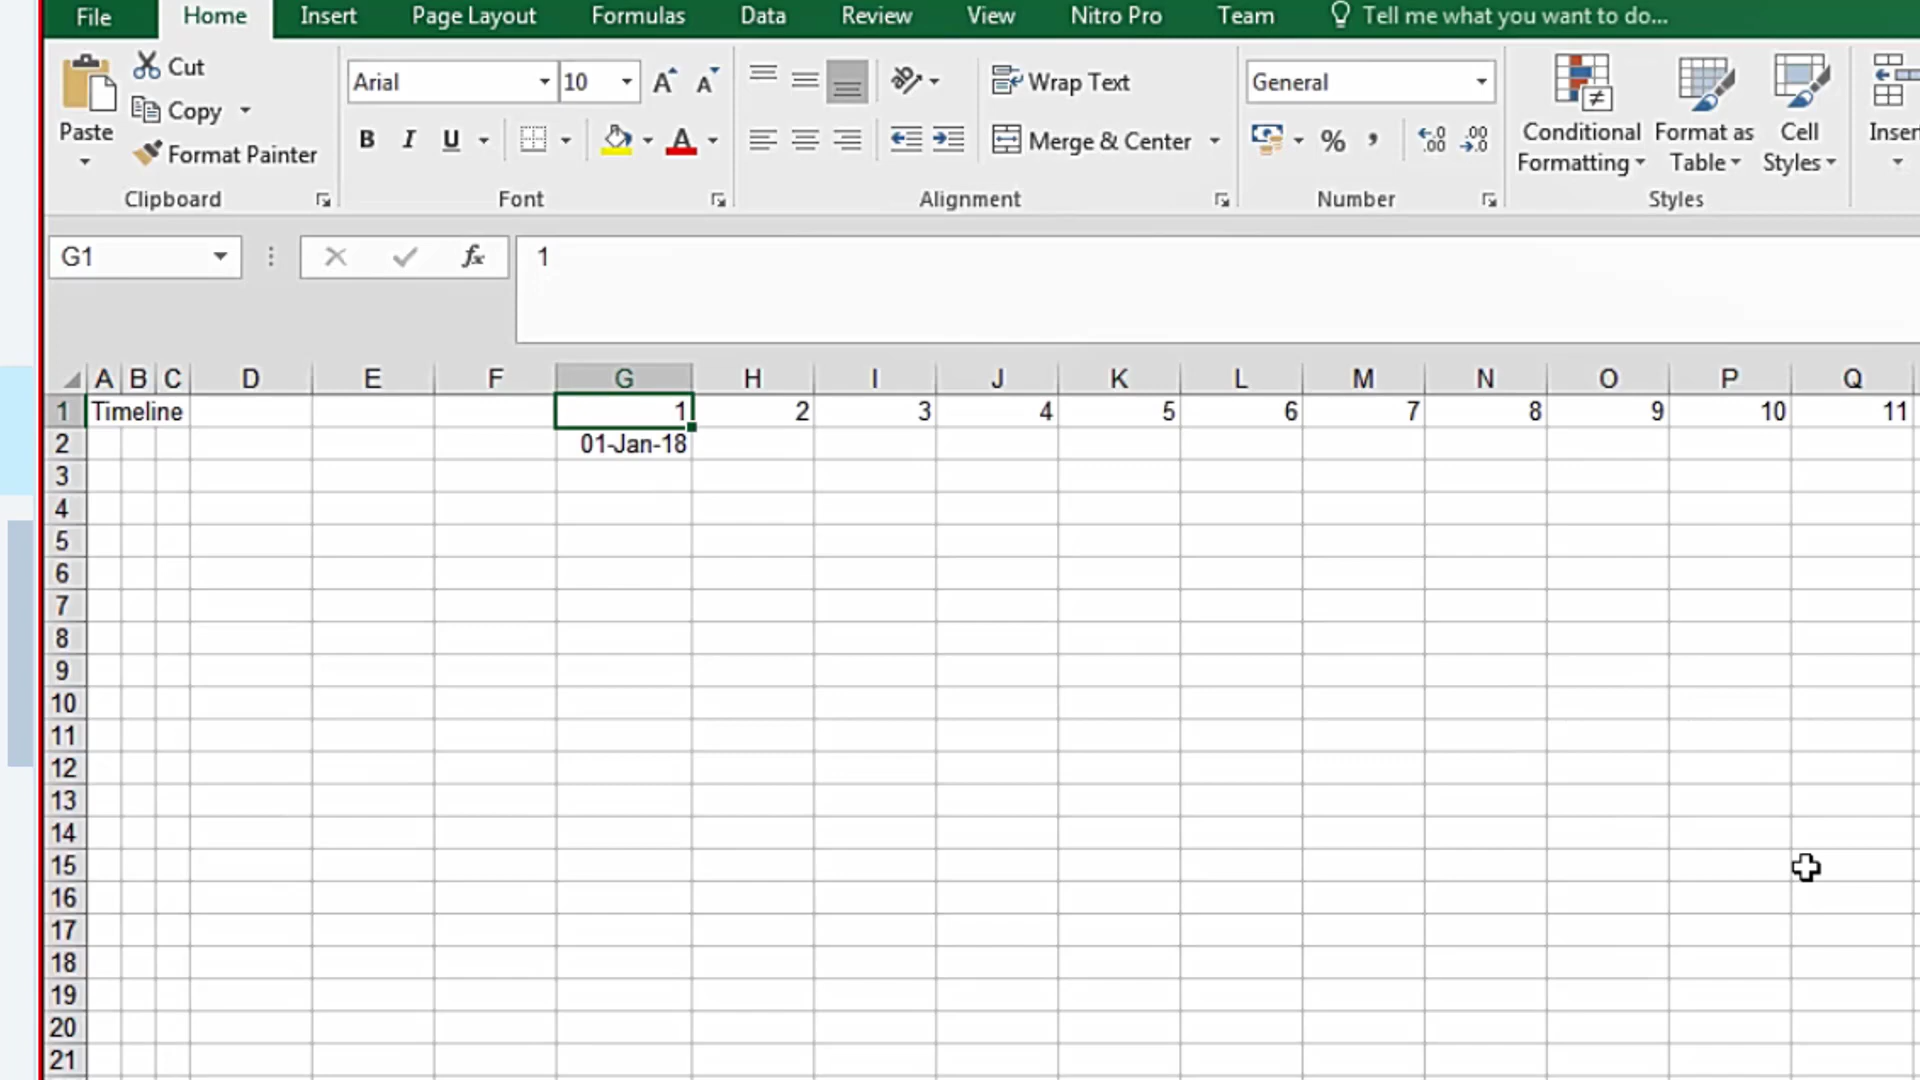 File Home Insert Page Layout Formulas Data Review View Nitro Pro Team Tell me what you want to do...
Paste
Cut
Copy
Format Painter
Clipboard
Arial 10
B I U
Font
Wrap Text
Merge & Center
Alignment
General
% ,
Number
Conditional Formatting
Format as Table
Cell Styles
Styles
G1 fx 1
A B C D E F G H I J K L M N O P Q
1 Timeline 1 2 3 4 5 6 7 8 9 10 11
2 01-Jan-18
3
4
5
6
7
8
9
10
11
12
13
14
15
16
17
18
19
20
21